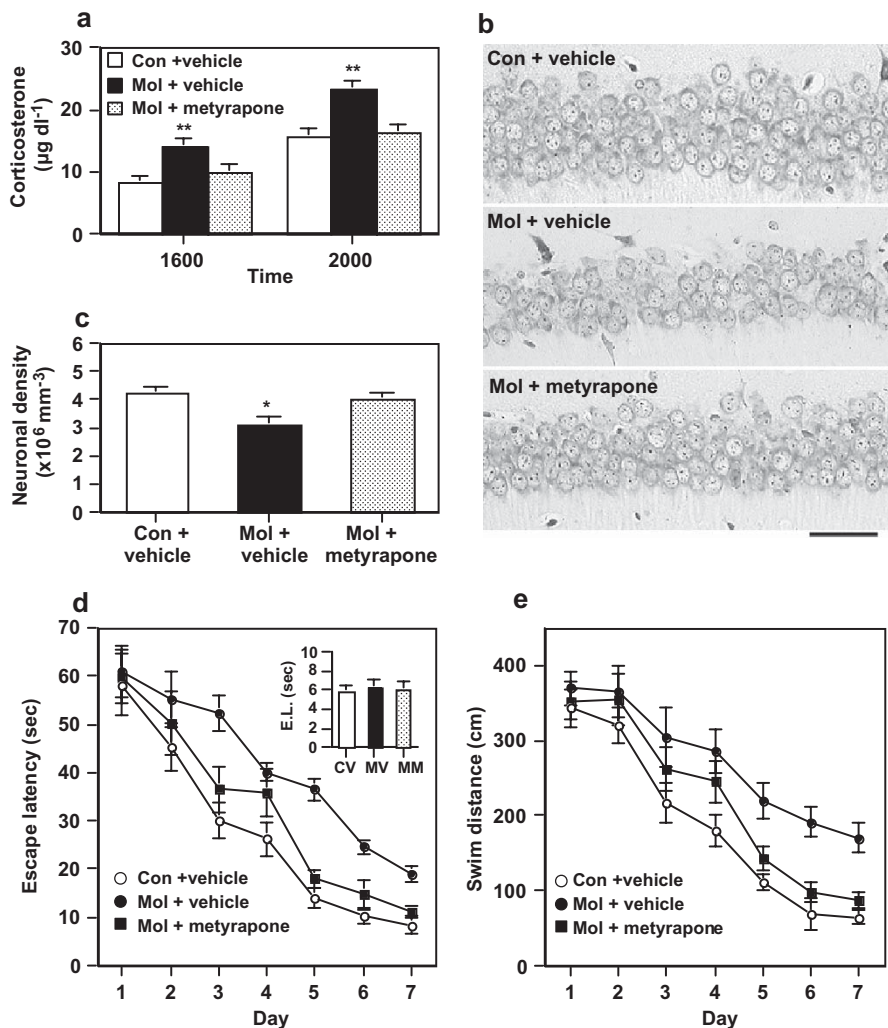 a
30
20
10
0
Corticosterone
(µg dl-1)
Con +vehicle
Mol + vehicle
Mol + metyrapone
**
**
1600
2000
Time
b
Con + vehicle
Mol + vehicle
Mol + metyrapone
c
6
5
4
3
2
1
0
Neuronal density
(x10^6 mm-3)
*
Con +
vehicle
Mol +
vehicle
Mol +
metyrapone
d
70
60
50
40
30
20
10
0
Escape latency (sec)
10
8
6
4
2
0
E.L. (sec)
CV MV MM
Con +vehicle
Mol + vehicle
Mol + metyrapone
1 2 3 4 5 6 7
Day
e
400
300
200
100
0
Swim distance (cm)
Con +vehicle
Mol + vehicle
Mol + metyrapone
1 2 3 4 5 6 7
Day